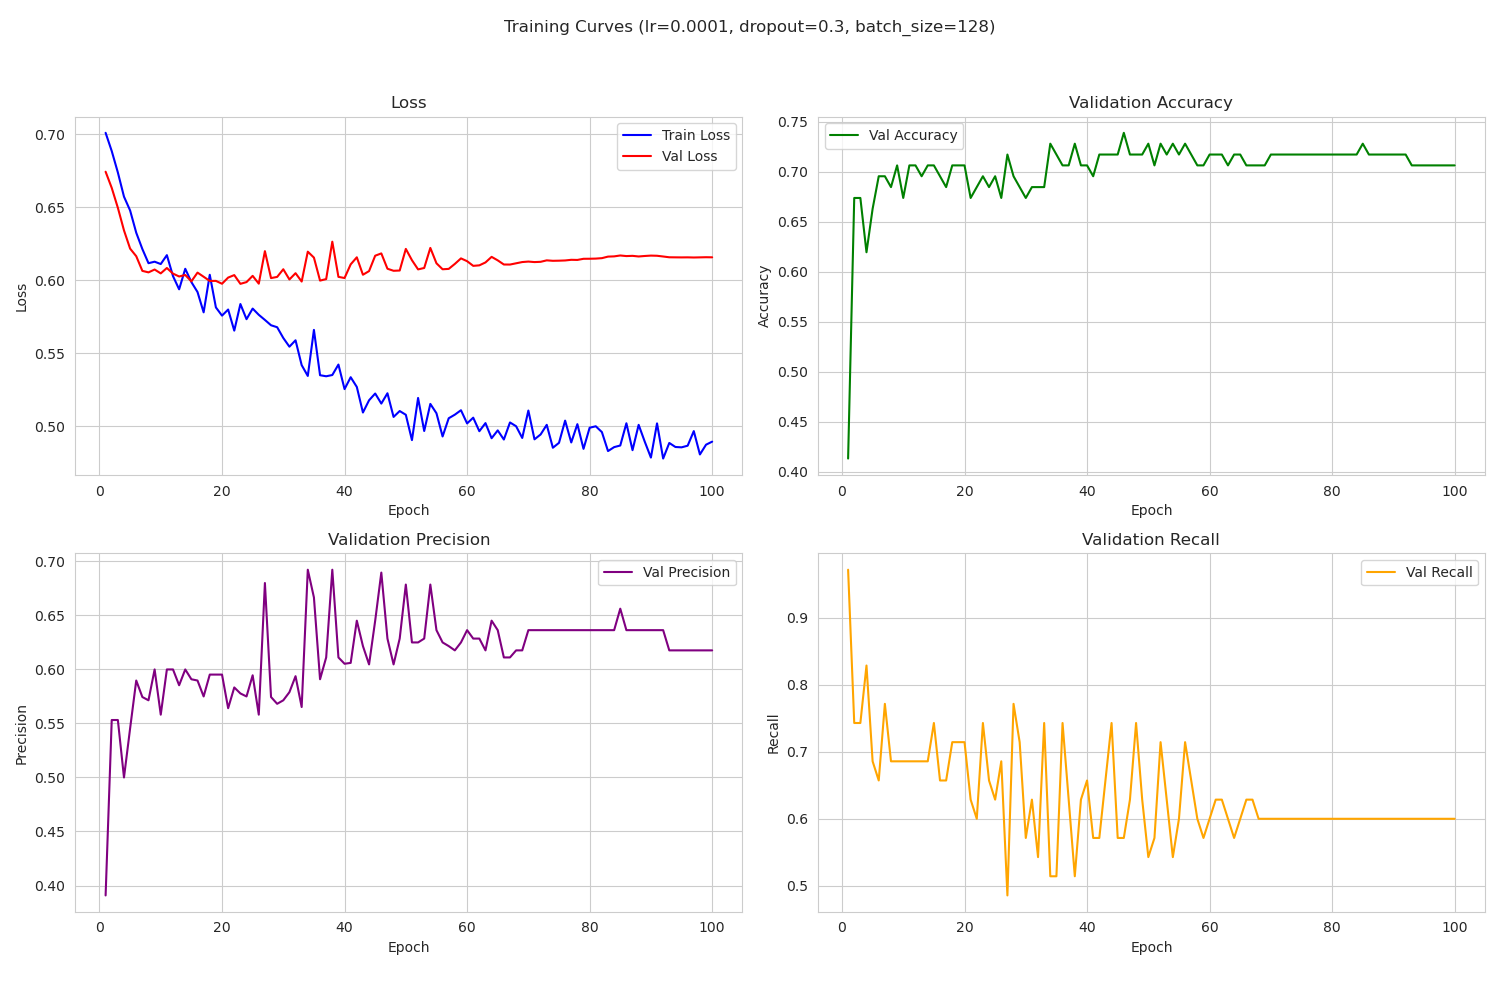 Training Curves (lr=0.0001, dropout=0.3, batch_size=128)
Loss
Train Loss
Val Loss
0.70
0.65
0.60
0.55
0.50
Loss
0 20 40 60 80 100
Epoch
Validation Accuracy
Val Accuracy
0.75
0.70
0.65
0.60
0.55
0.50
0.45
0.40
Accuracy
0 20 40 60 80 100
Epoch
Validation Precision
Val Precision
0.70
0.65
0.60
0.55
0.50
0.45
0.40
Precision
0 20 40 60 80 100
Epoch
Validation Recall
Val Recall
0.9
0.8
0.7
0.6
0.5
Recall
0 20 40 60 80 100
Epoch